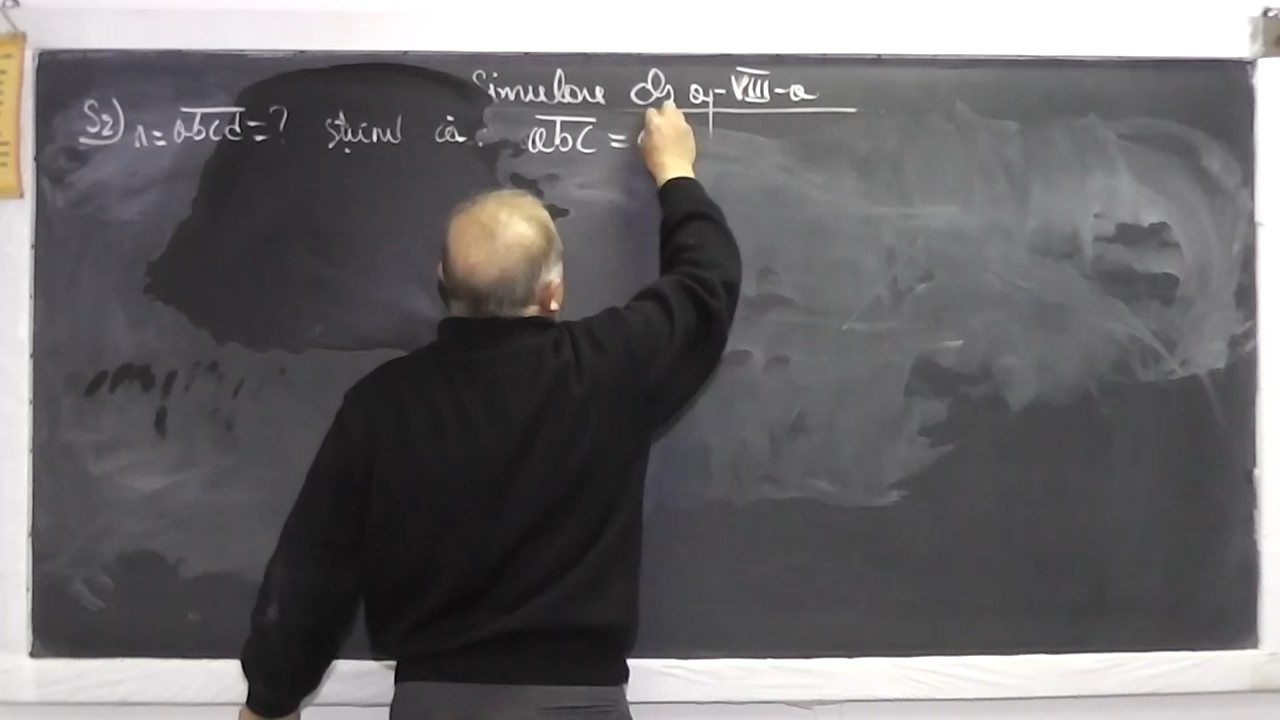 Simulare cls a-VIII-a
S2) n = abcd = ? știind că : abc =